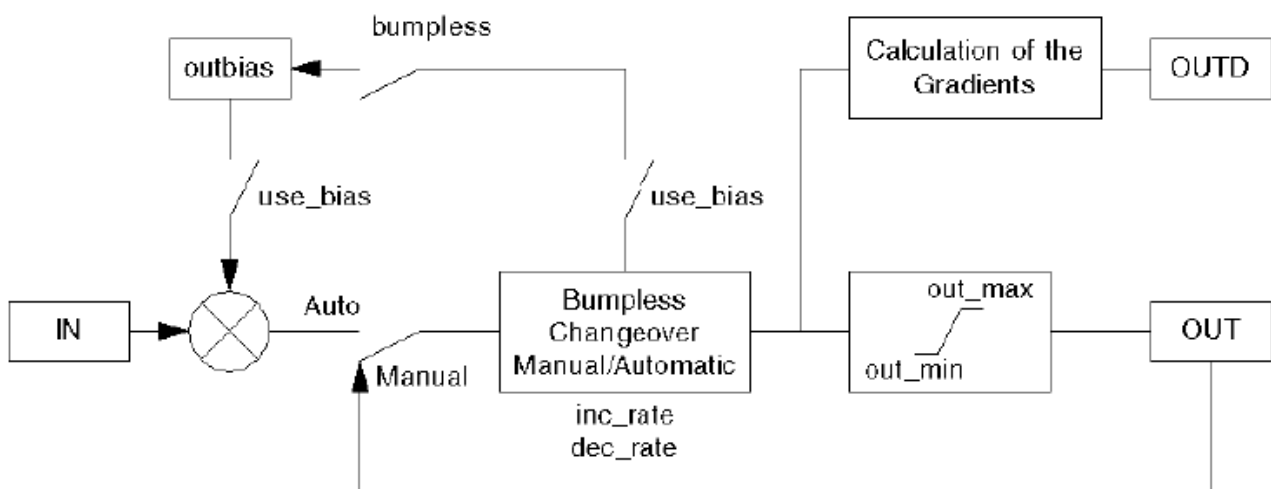 bumpless
outbias
Calculation of the
Gradients
OUTD
use_bias
use_bias
IN
Auto
Manual
Bumpless
Changeover
Manual/Automatic
inc_rate
dec_rate
out_max
out_min
OUT